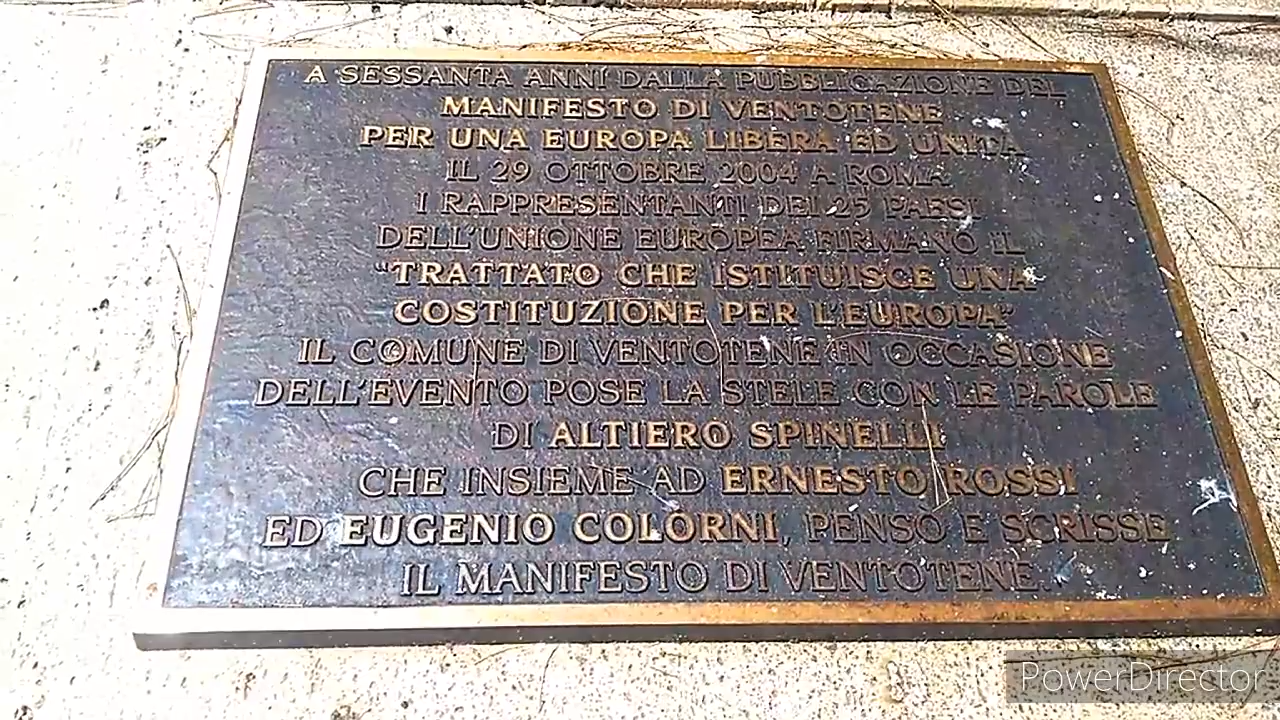 A SESSANTA ANNI DALLA PUBBLICAZIONE DEL
MANIFESTO DI VENTOTENE
PER UNA EUROPA LIBERA ED UNITA
IL 29 OTTOBRE 2004 A ROMA
I RAPPRESENTANTI DEI 25 PAESI
DELL'UNIONE EUROPEA FIRMANO IL
"TRATTATO CHE ISTITUISCE UNA
COSTITUZIONE PER L'EUROPA"
IL COMUNE DI VENTOTENE IN OCCASIONE
DELL'EVENTO POSE LA STELE CON LE PAROLE
DI ALTIERO SPINELLI
CHE INSIEME AD ERNESTO ROSSI
ED EUGENIO COLORNI, PENSÒ E SCRISSE
IL MANIFESTO DI VENTOTENE.
PowerDirector